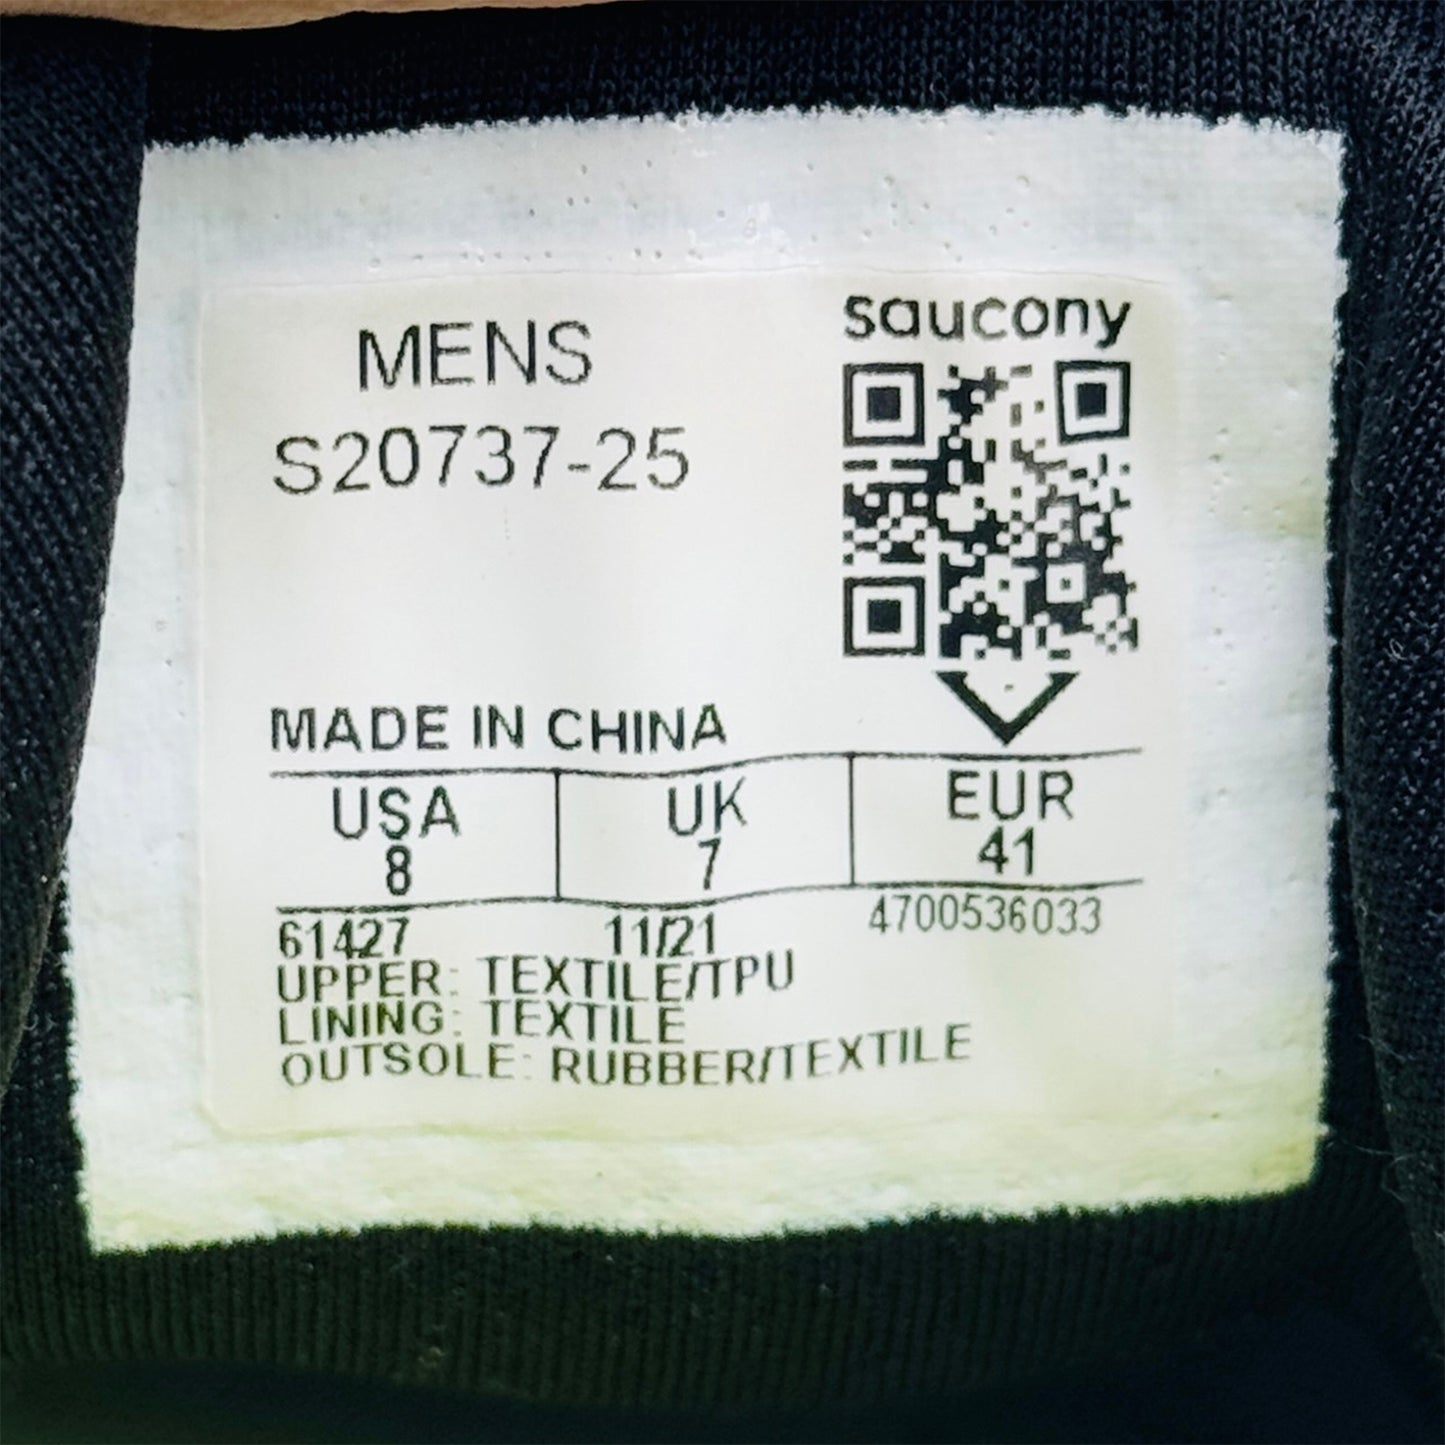 saucony
MENS
S20737-25
MADE IN CHINA
USA UK EUR
8 7 41
61427 11/21 4700536033
UPPER: TEXTILE/TPU
LINING: TEXTILE
OUTSOLE: RUBBER/TEXTILE